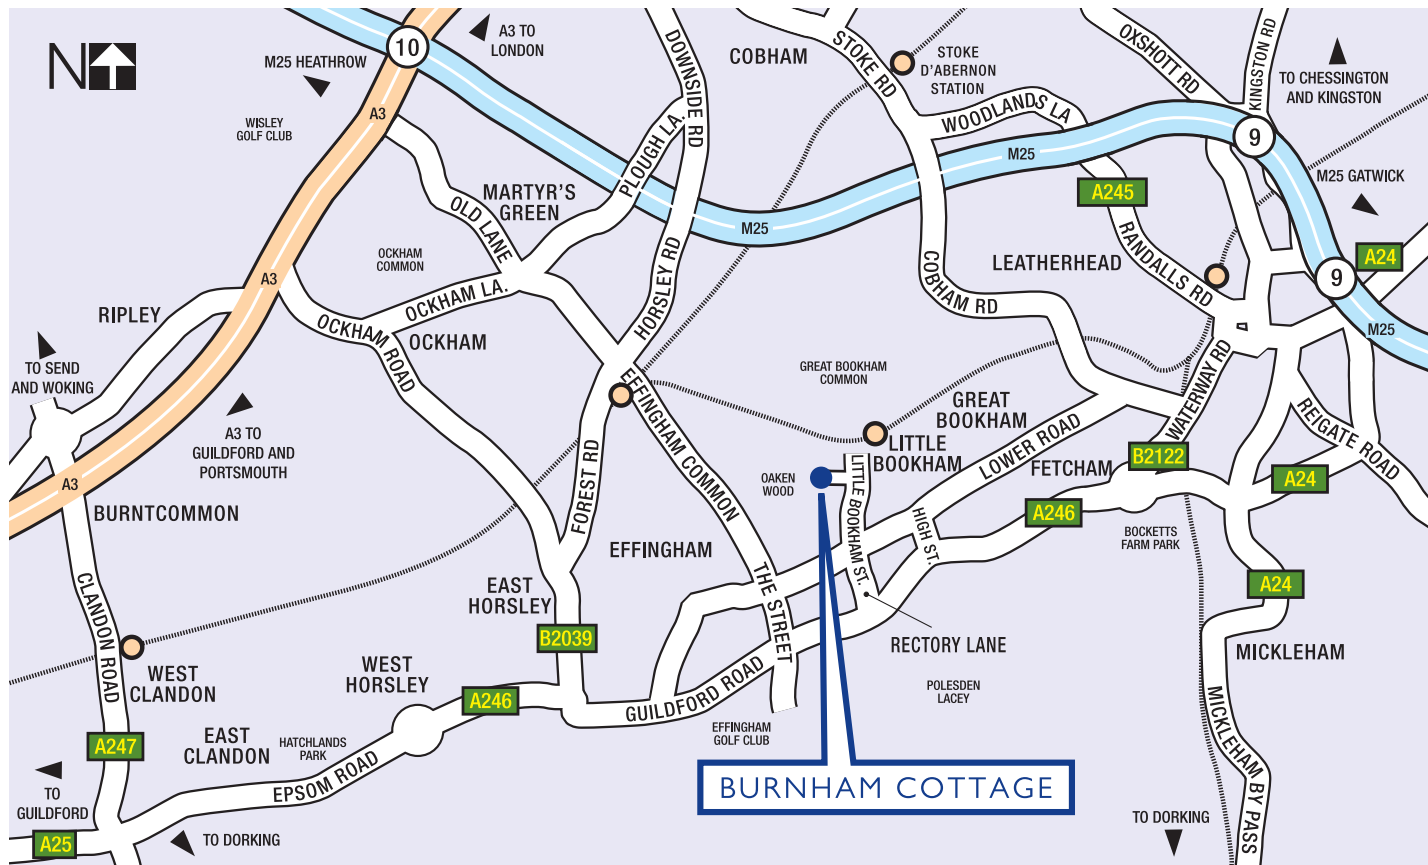 N
10
A3 TO
LONDON
M25 HEATHROW
A3
WISLEY
GOLF CLUB
DOWNSIDE RD
COBHAM
STOKE RD
STOKE
D'ABERNON
STATION
OXSHOTT RD
KINGSTON RD
TO CHESSINGTON
AND KINGSTON
WOODLANDS LA
M25
9
M25 GATWICK
PLOUGH LA.
MARTYR'S
GREEN
OLD LANE
A245
M25
OCKHAM
COMMON
HORSLEY RD
COBHAM RD
LEATHERHEAD
RANDALLS RD
A24
9
A3
OCKHAM LA.
RIPLEY
OCKHAM ROAD
OCKHAM
M25
TO SEND
AND WOKING
GREAT BOOKHAM
COMMON
WATERWAY RD
EFFINGHAM COMMON
GREAT
BOOKHAM
REIGATE ROAD
A3 TO
GUILDFORD AND
PORTSMOUTH
FOREST RD
LITTLE
BOOKHAM
LOWER ROAD
FETCHAM
B2122
A3
OAKEN
WOOD
LITTLE BOOKHAM ST.
A24
BURNTCOMMON
HIGH ST.
A246
BOCKETTS
FARM PARK
EFFINGHAM
CLANDON ROAD
EAST
HORSLEY
THE STREET
A24
B2039
RECTORY LANE
MICKLEHAM
WEST
CLANDON
WEST
HORSLEY
A246
GUILDFORD ROAD
POLESDEN
LACEY
MICKLEHAM BY PASS
A247
EAST
CLANDON
HATCHLANDS
PARK
EFFINGHAM
GOLF CLUB
EPSOM ROAD
BURNHAM COTTAGE
TO
GUILDFORD
A25
TO DORKING
TO DORKING